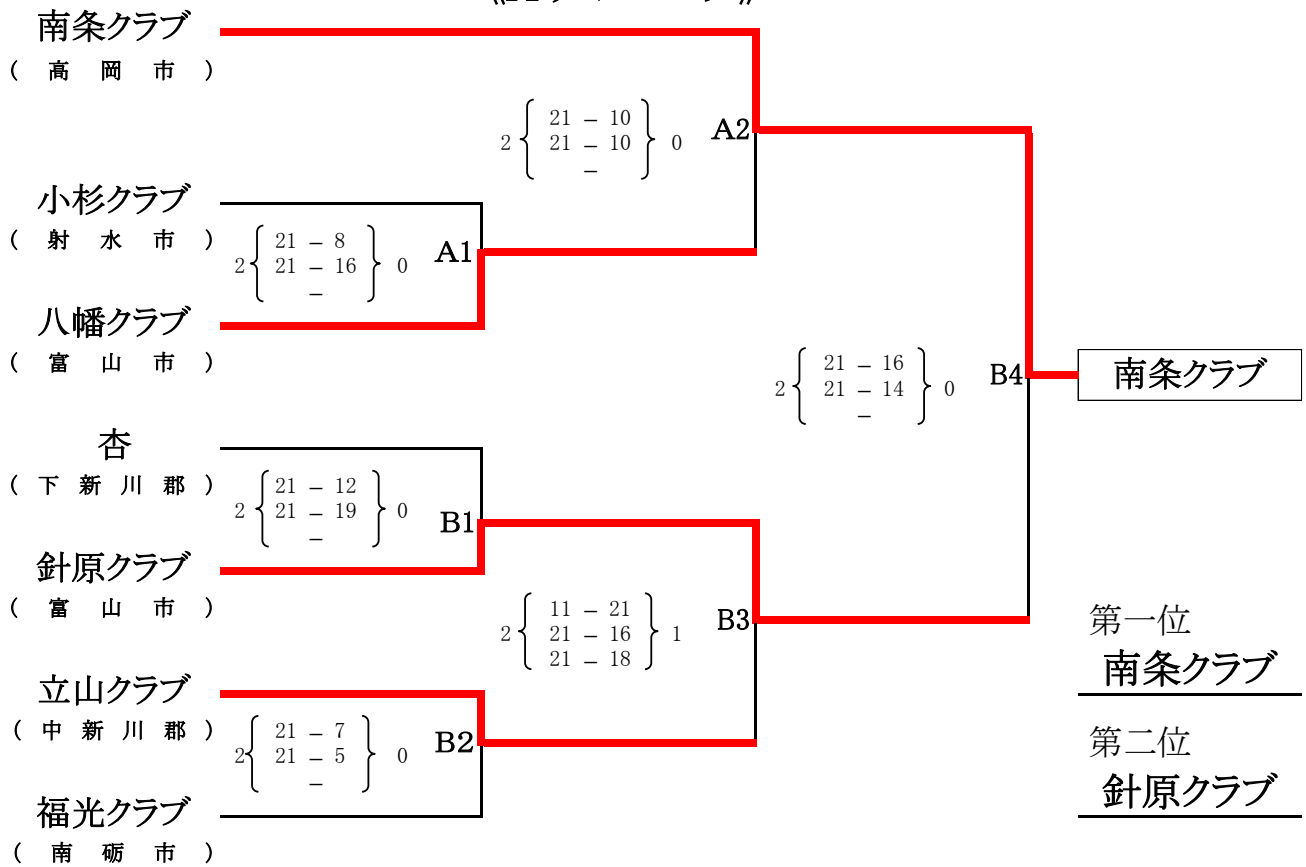 南条クラブ
( 高 岡 市 )
2 { 21 － 10 } 0
21 － 10
－
A2
小杉クラブ
( 射 水 市 )
2 { 21 － 8 } 0
21 － 16
－
A1
八幡クラブ
( 富 山 市 )
2 { 21 － 16 } 0
21 － 14
－
B4
南条クラブ
杏
( 下 新 川 郡 )
2 { 21 － 12 } 0
21 － 19
－
B1
針原クラブ
( 富 山 市 )
2 { 11 － 21 } 1
21 － 16
21 － 18
B3
立山クラブ
( 中 新 川 郡 )
2 { 21 － 7 } 0
21 － 5
－
B2
福光クラブ
( 南 砺 市 )
第一位
南条クラブ
第二位
針原クラブ